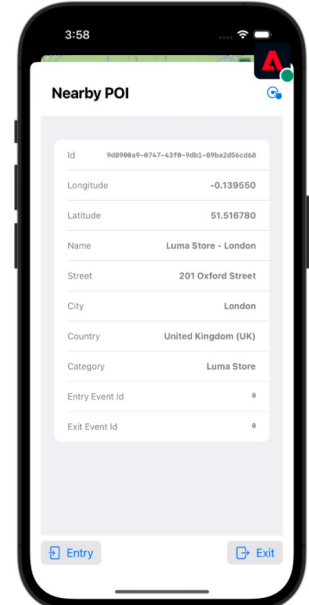 3:58
Nearby POI
Id 9d8900a9-0747-43f0-9db1-89ba2d56cd68
Longitude -0.139550
Latitude 51.516780
Name Luma Store - London
Street 201 Oxford Street
City London
Country United Kingdom (UK)
Category Luma Store
Entry Event Id 0
Exit Event Id 0
Entry Exit